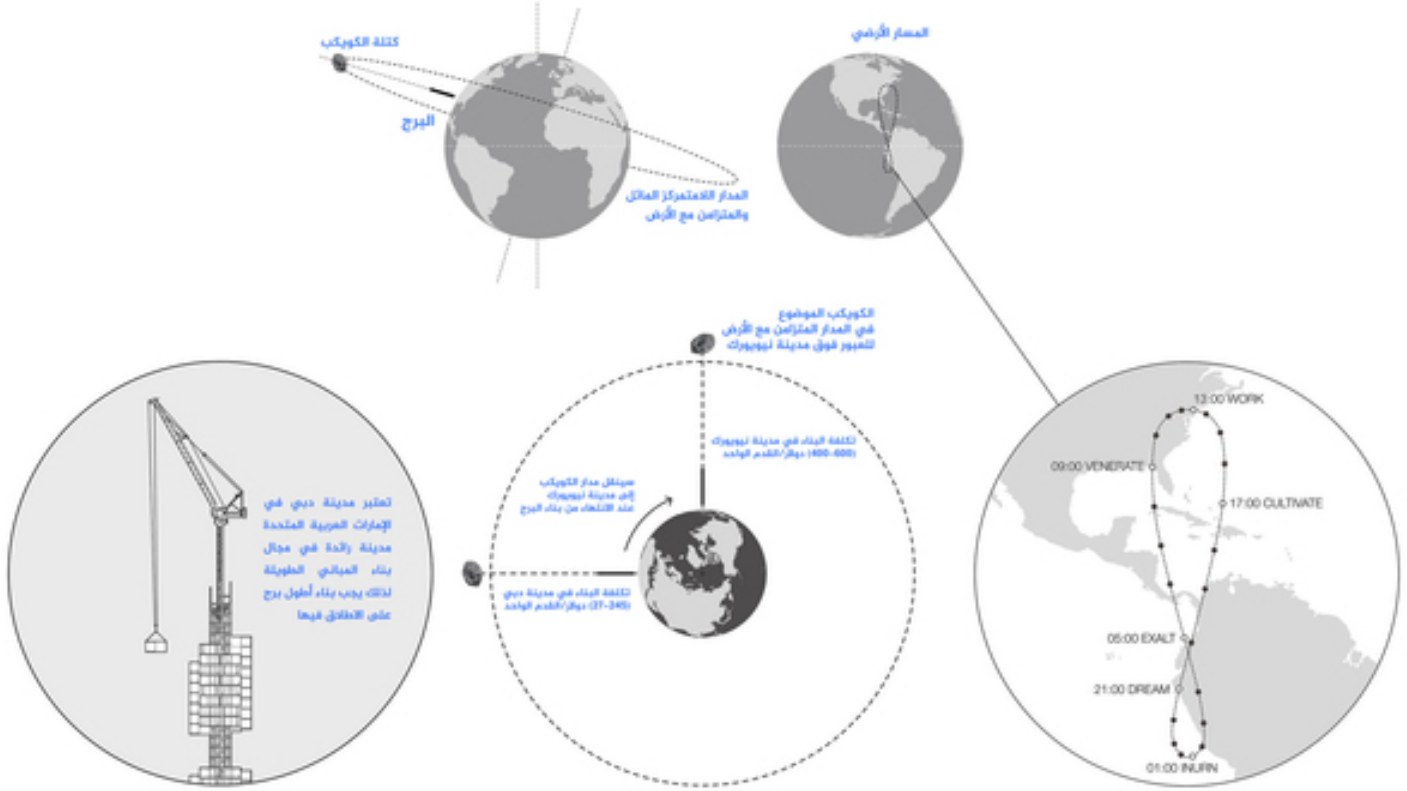 كتلة الكويكب
البرج
المدار اللامتمركز المائل
والمتزامن مع الأرض
المسار الأرضي
الكويكب الموضوع
في المدار المتزامن مع الأرض
للعبور فوق مدينة نيويورك
تكلفة البناء في مدينة نيويورك
(400-600) دولار/القدم الواحد
سينقل مدار الكويكب
إلى مدينة نيويورك
عند الانتهاء من بناء البرج
تكلفة البناء في مدينة دبي
(27-245) دولار/القدم الواحد
تعتبر مدينة دبي في
الإمارات العربية المتحدة
مدينة رائدة في مجال
بناء المباني الطويلة
لذلك يجب بناء أطول برج
على الاطلاق فيها
13:00 WORK
09:00 VENERATE
17:00 CULTIVATE
05:00 EXALT
21:00 DREAM
01:00 INURN